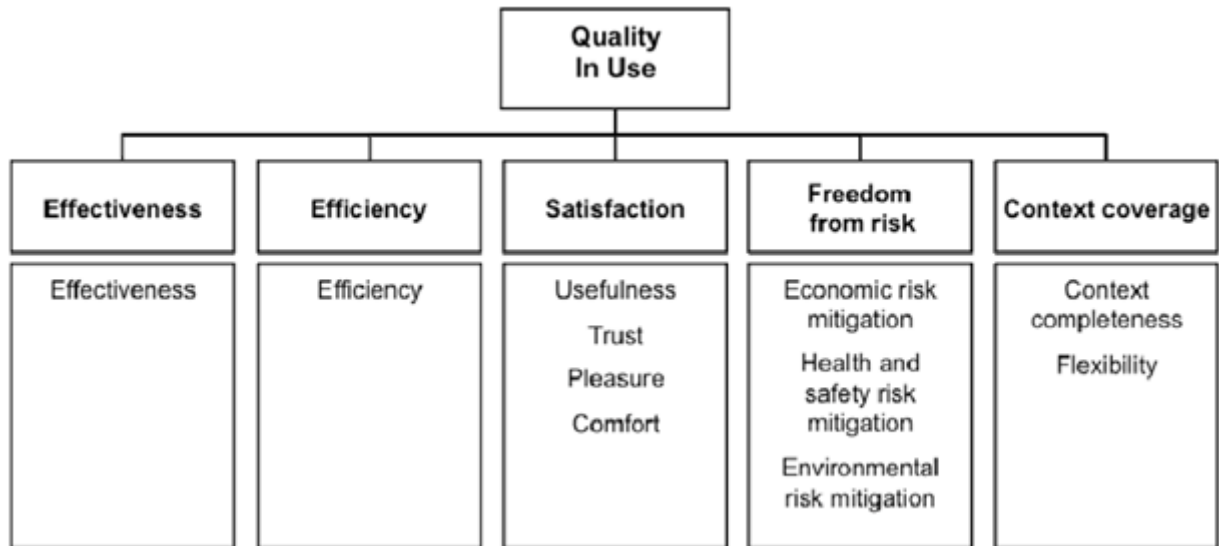 Quality
In Use
Effectiveness
Efficiency
Satisfaction
Freedom
from risk
Context coverage
Effectiveness
Efficiency
Usefulness
Trust
Pleasure
Comfort
Economic risk
mitigation
Health and
safety risk
mitigation
Environmental
risk mitigation
Context
completeness
Flexibility